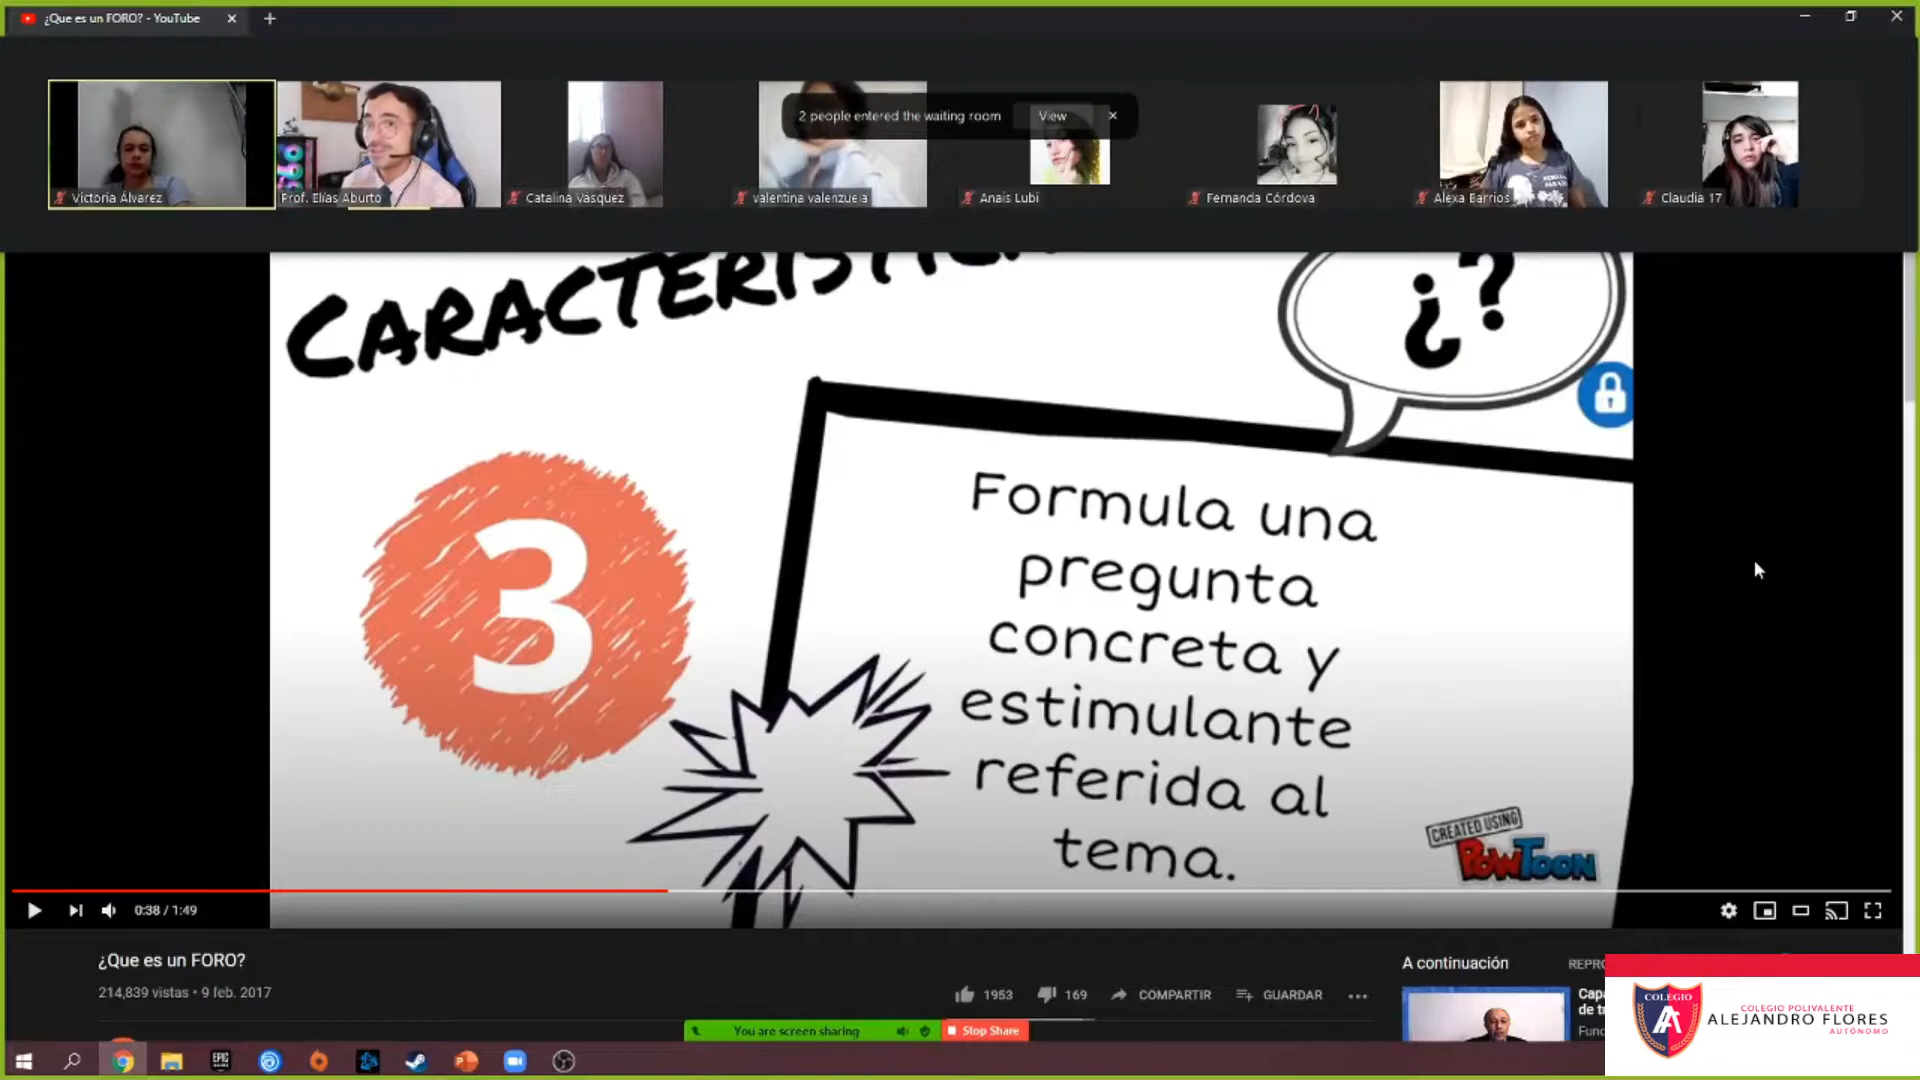 ¿Que es un FORO? - YouTube
2 people entered the waiting room
View
Victoria Álvarez
Prof. Elías Aburto
Catalina Vásquez
valentina valenzuela
Anais Lubi
Fernanda Córdova
Alexa Barrios
Claudia 17
¿?
3
Formula una
pregunta
concreta y
estimulante
referida al
tema.
CREATED USING
POWTOON
0:38 / 1:49
¿Que es un FORO?
214,839 vistas • 9 feb. 2017
1953
169
COMPARTIR
GUARDAR
A continuación
You are screen sharing
Stop Share
EPIC
COLEGIO
COLEGIO POLIVALENTE
ALEJANDRO FLORES
AUTÓNOMO